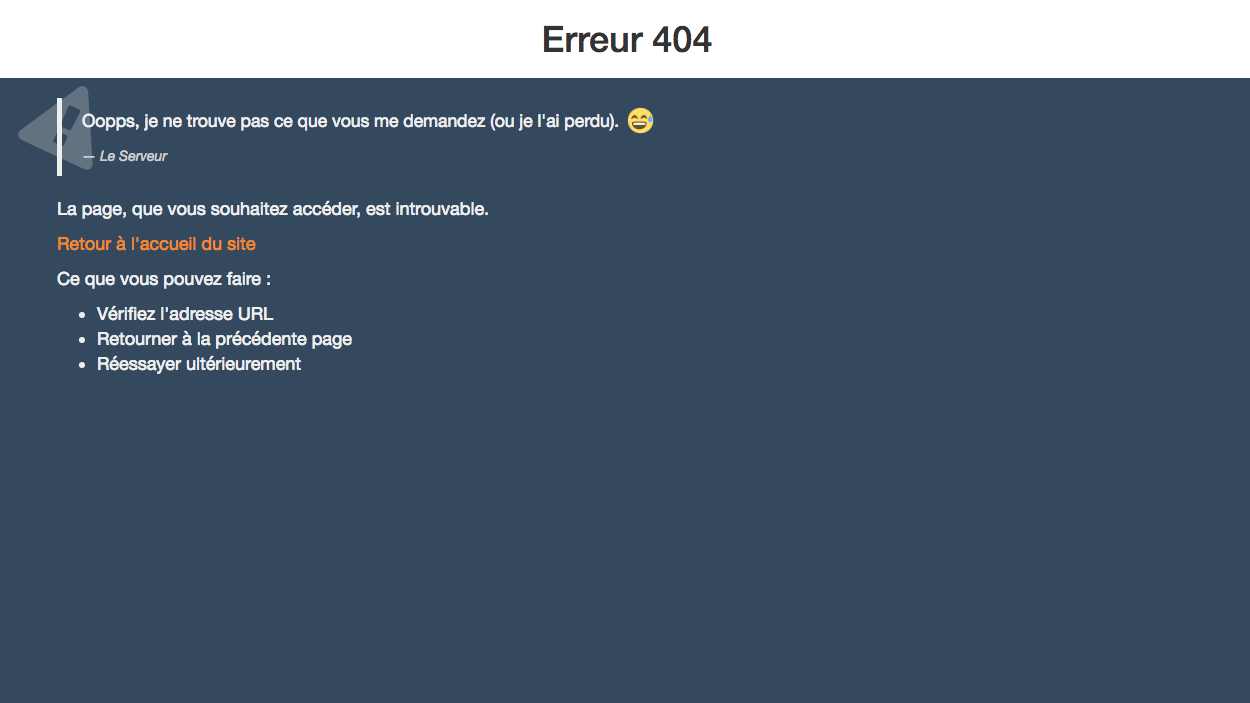 Erreur 404
Oopps, je ne trouve pas ce que vous me demandez (ou je l'ai perdu). 😅
— Le Serveur
La page, que vous souhaitez accéder, est introuvable.
Retour à l'accueil du site
Ce que vous pouvez faire :
• Vérifiez l'adresse URL
• Retourner à la précédente page
• Réessayer ultérieurement